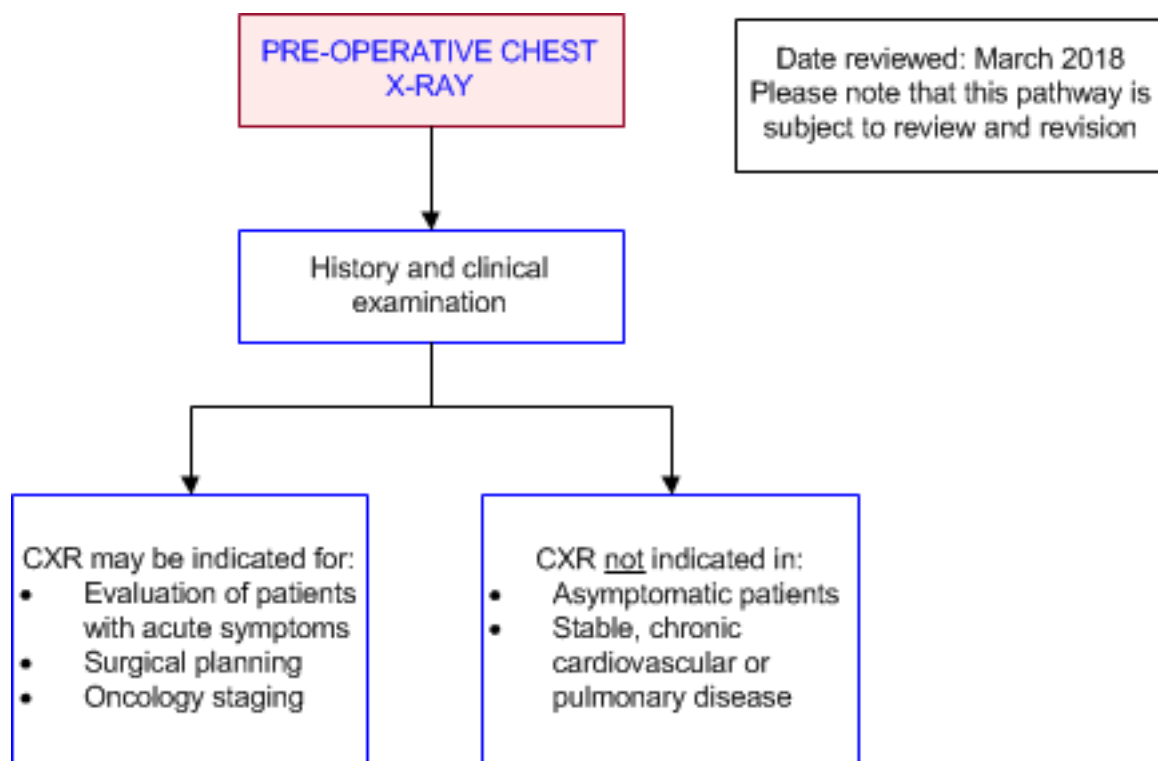 PRE-OPERATIVE CHEST
X-RAY
Date reviewed: March 2018
Please note that this pathway is
subject to review and revision
History and clinical
examination
CXR may be indicated for:
• Evaluation of patients
with acute symptoms
• Surgical planning
• Oncology staging
CXR not indicated in:
• Asymptomatic patients
• Stable, chronic
cardiovascular or
pulmonary disease